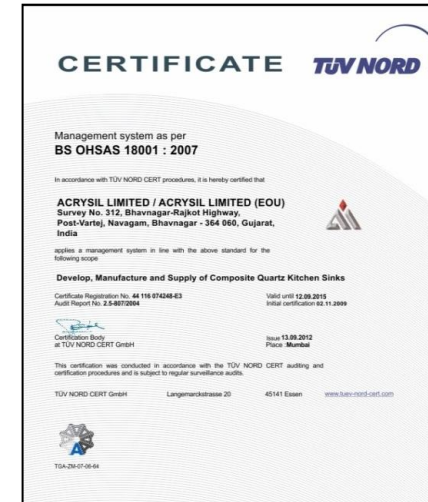 CERTIFICATE TÜV NORD
Management system as per
BS OHSAS 18001 : 2007
In accordance with TÜV NORD CERT procedures, it is hereby certified that
ACRYSIL LIMITED / ACRYSIL LIMITED (EOU)
Survey No. 312, Bhavnagar-Rajkot Highway,
Post-Vartej, Navagam, Bhavnagar - 364 060, Gujarat,
India
applies a management system in line with the above standard for the
following scope
Develop, Manufacture and Supply of Composite Quartz Kitchen Sinks
Certificate Registration No. 44 116 074248-E3 Valid until 12.09.2015
Audit Report No. 2.5-807/2004 Initial certification 02.11.2009
Certification Body Issue 13.09.2012
at TÜV NORD CERT GmbH Place :Mumbai
This certification was conducted in accordance with the TÜV NORD CERT auditing and
certification procedures and is subject to regular surveillance audits.
TÜV NORD CERT GmbH Langemarckstrasse 20 45141 Essen www.tuev-nord-cert.com
TGA-ZM-07-06-64